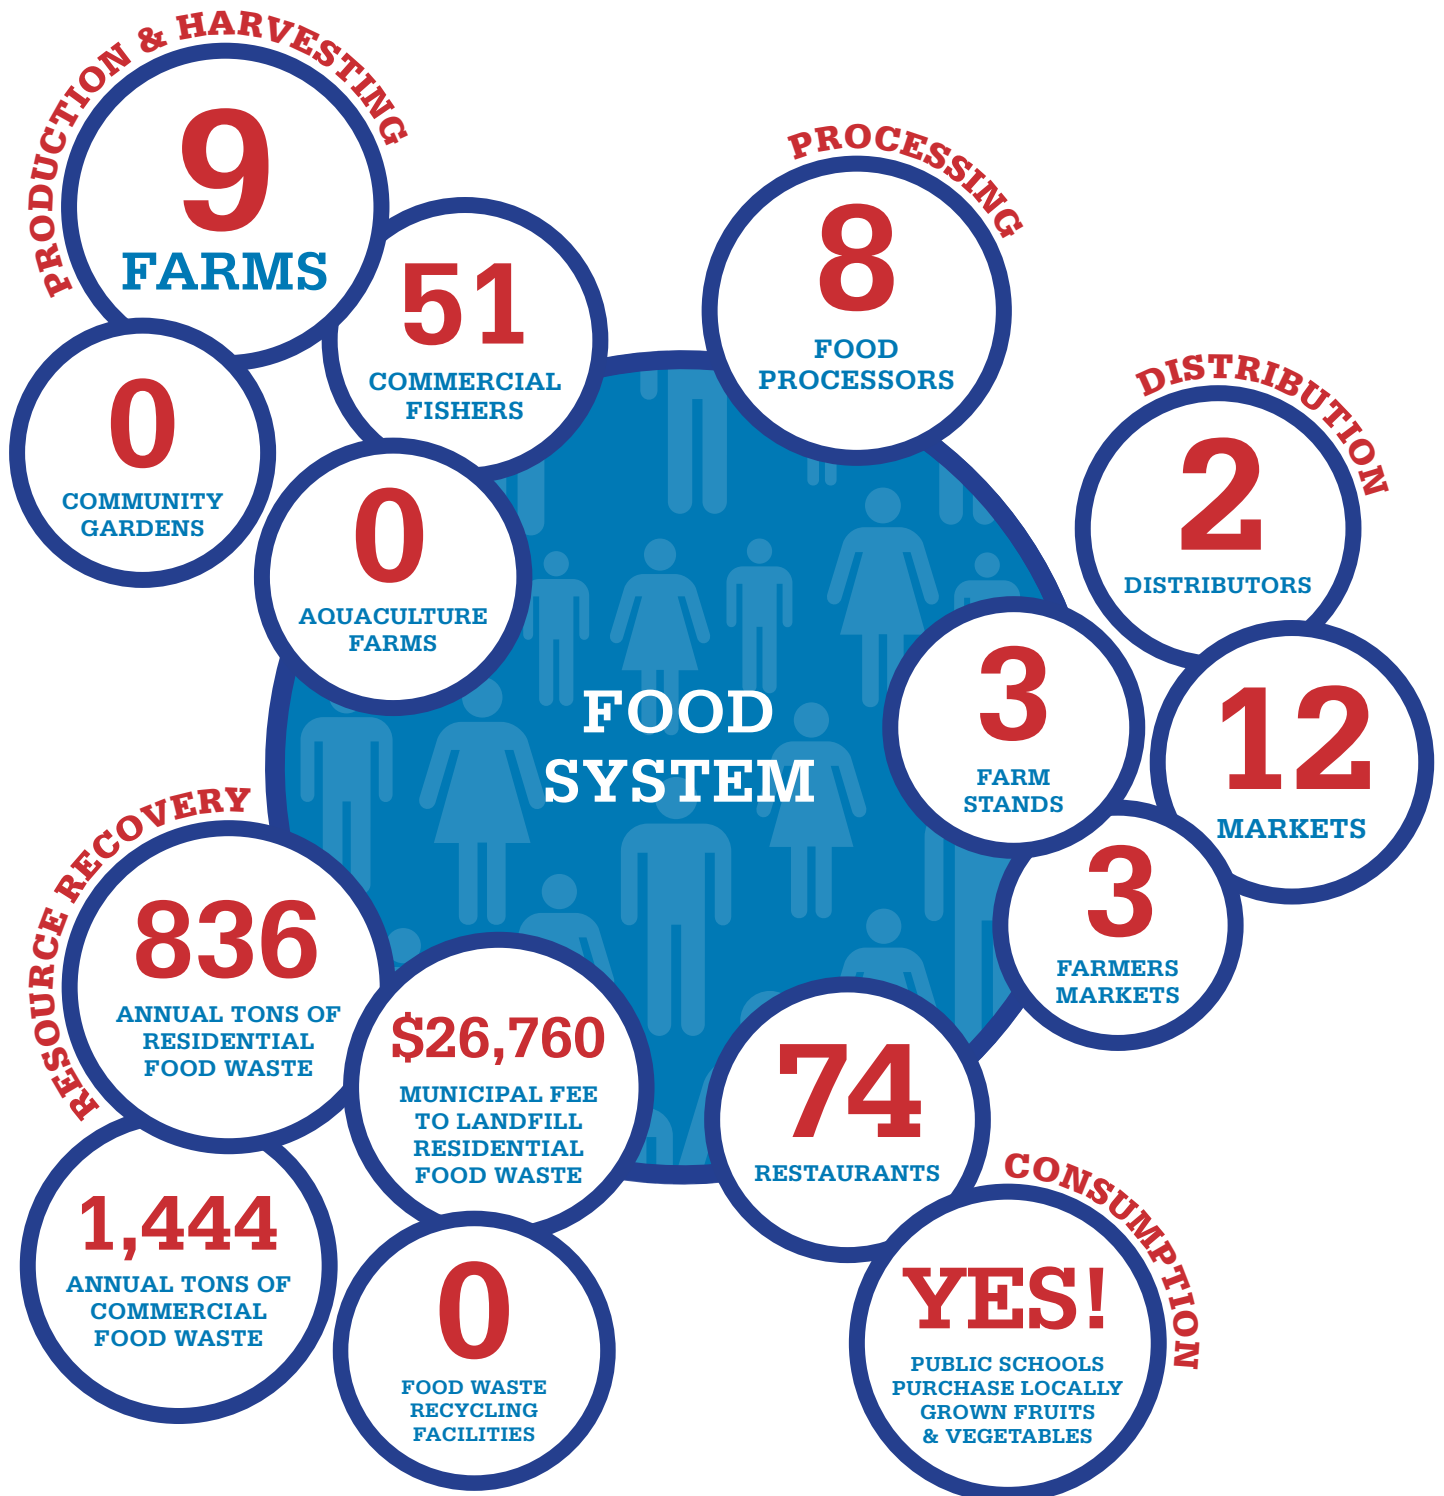 PRODUCTION & HARVESTING
9
FARMS
51
COMMERCIAL
FISHERS
0
COMMUNITY
GARDENS
0
AQUACULTURE
FARMS
PROCESSING
8
FOOD
PROCESSORS
DISTRIBUTION
2
DISTRIBUTORS
3
FARM
STANDS
12
MARKETS
3
FARMERS
MARKETS
FOOD
SYSTEM
RESOURCE RECOVERY
836
ANNUAL TONS OF
RESIDENTIAL
FOOD WASTE
$26,760
MUNICIPAL FEE
TO LANDFILL
RESIDENTIAL
FOOD WASTE
1,444
ANNUAL TONS OF
COMMERCIAL
FOOD WASTE
0
FOOD WASTE
RECYCLING
FACILITIES
74
RESTAURANTS
CONSUMPTION
YES!
PUBLIC SCHOOLS
PURCHASE LOCALLY
GROWN FRUITS
& VEGETABLES